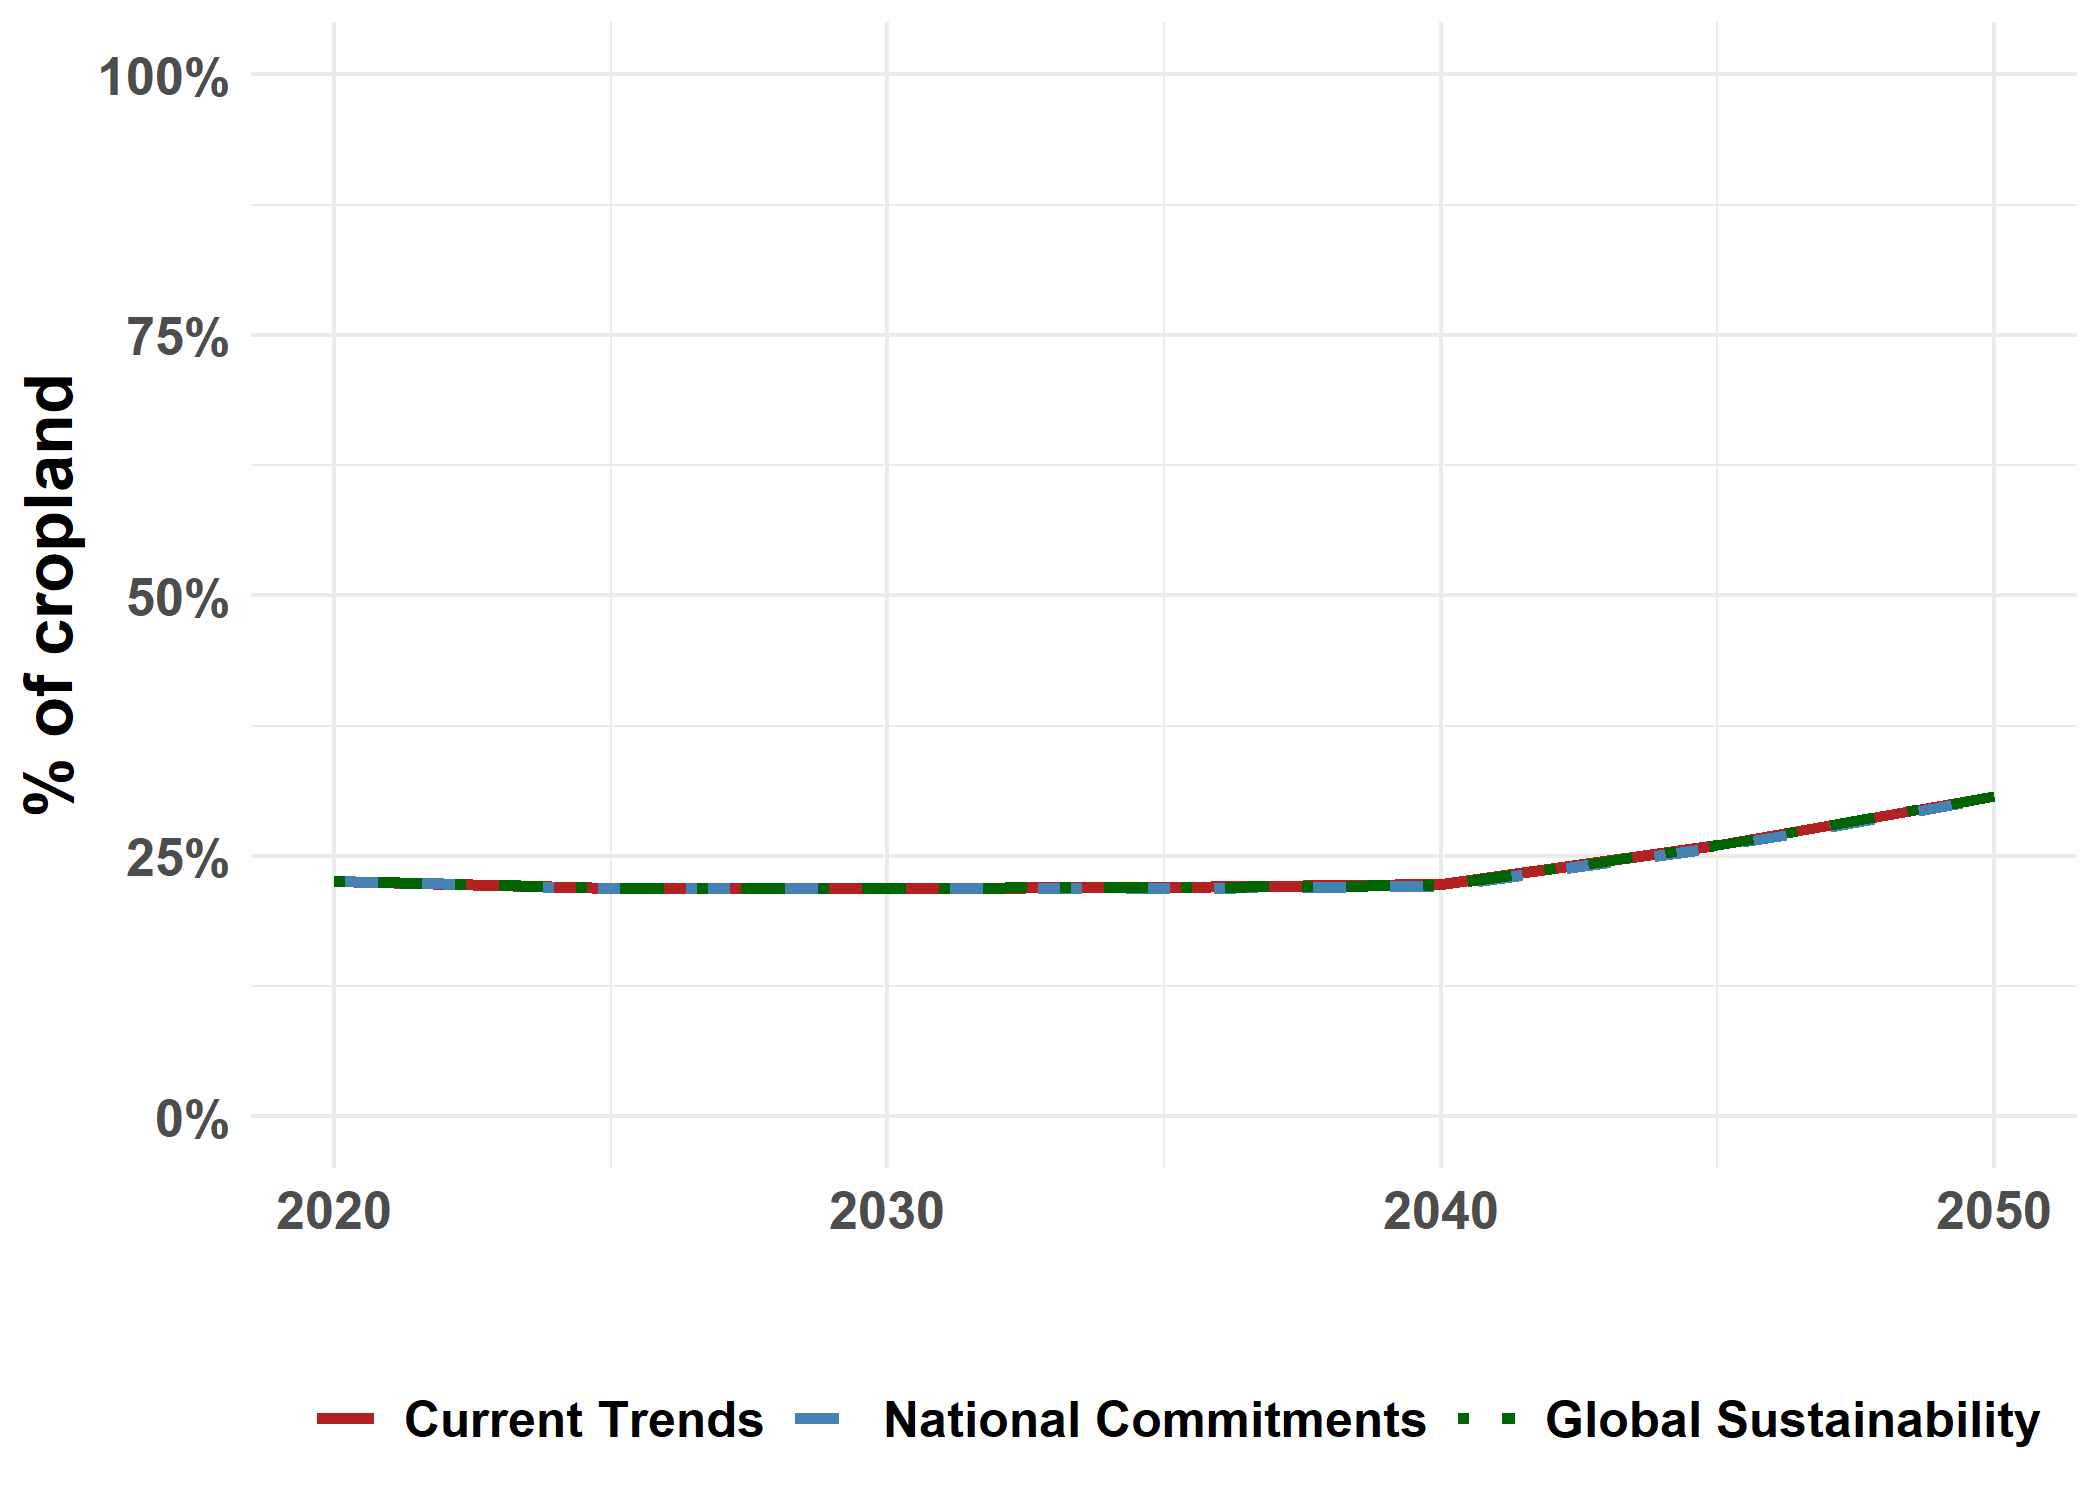 100%
75%
50%
25%
0%
% of cropland
2020 2030 2040 2050
Current Trends National Commitments Global Sustainability